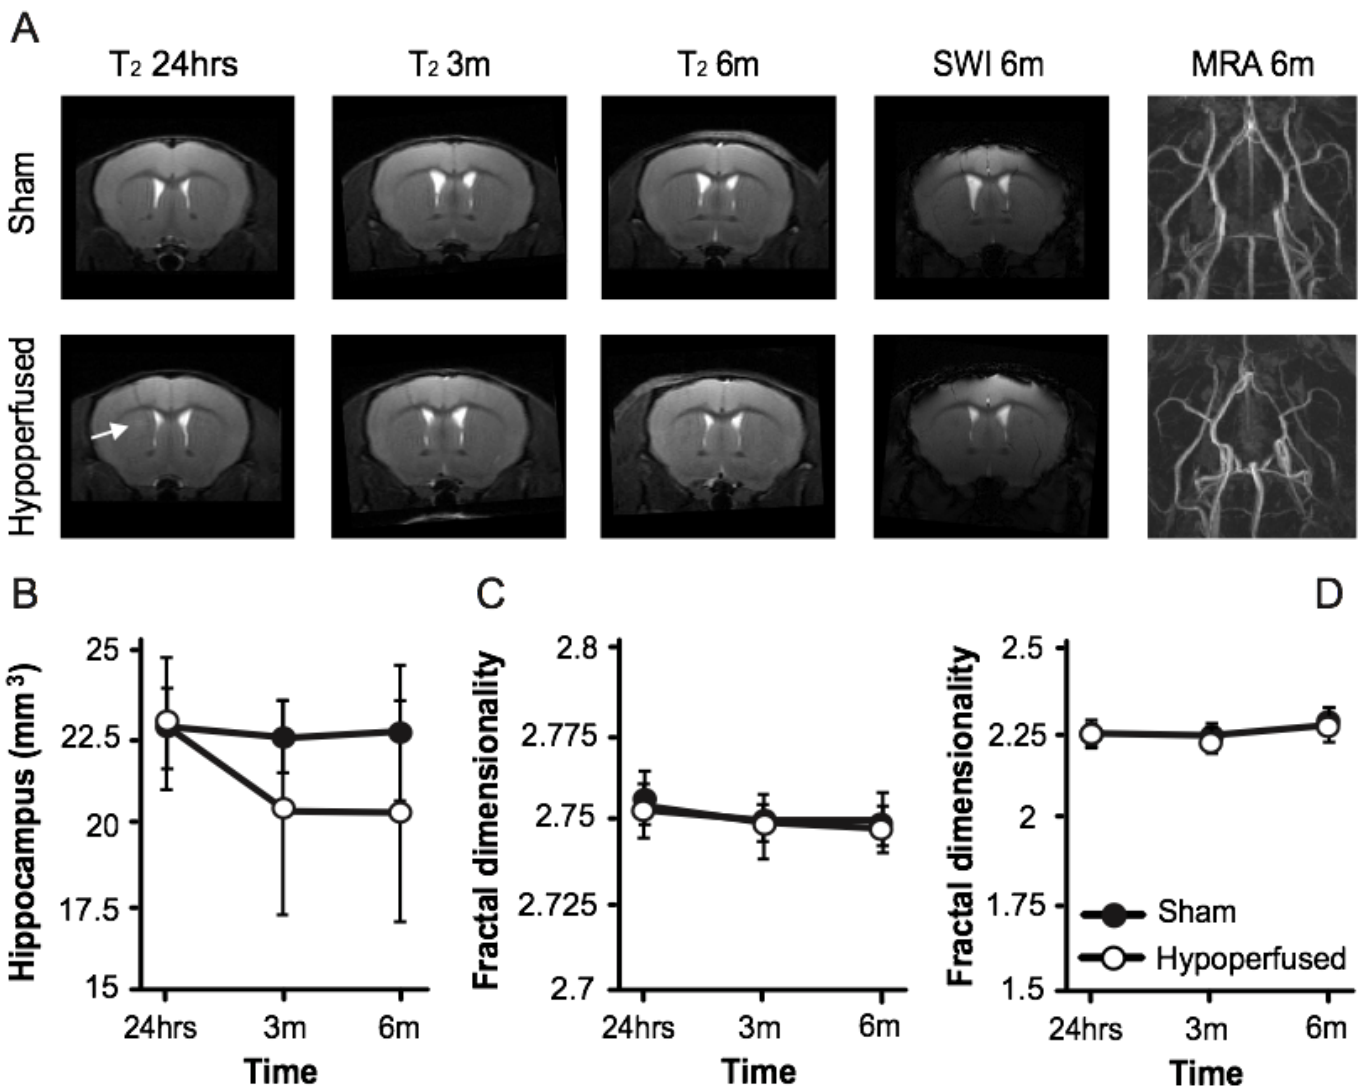 A
T2 24hrs
T2 3m
T2 6m
SWI 6m
MRA 6m
Sham
Hypoperfused
B
Hippocampus (mm3)
25
22.5
20
17.5
15
24hrs
3m
6m
Time
C
Fractal dimensionality
2.8
2.775
2.75
2.725
2.7
24hrs
3m
6m
Time
D
Fractal dimensionality
2.5
2.25
2
1.75
1.5
Sham
Hypoperfused
24hrs
3m
6m
Time